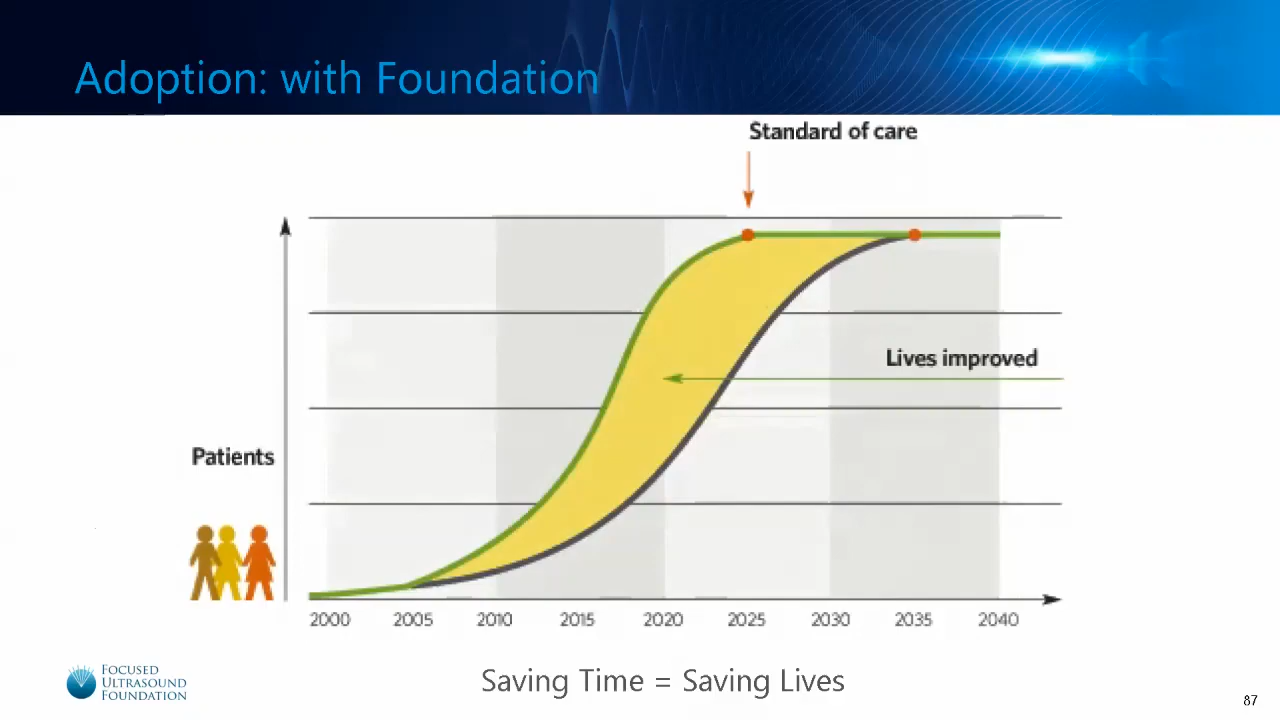 Adoption: with Foundation
Standard of care
Lives improved
Patients
2000 2005 2010 2015 2020 2025 2030 2035 2040
FOCUSED
ULTRASOUND
FOUNDATION
Saving Time = Saving Lives
87